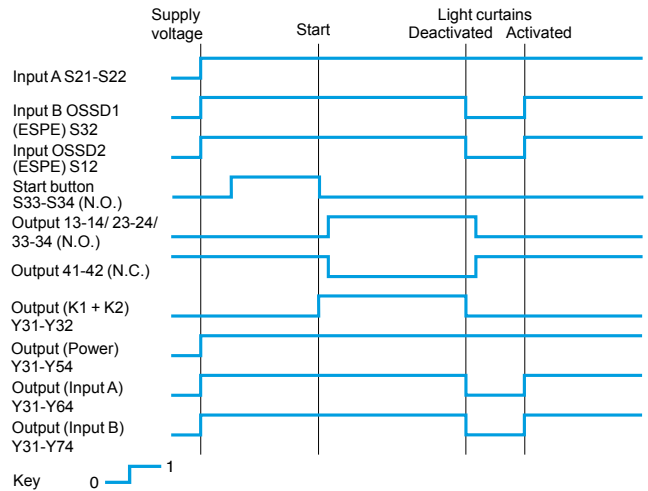 Supply
voltage
Start
Light curtains
Deactivated Activated
Input A S21-S22
Input B OSSD1
(ESPE) S32
Input OSSD2
(ESPE) S12
Start button
S33-S34 (N.O.)
Output 13-14/ 23-24/
33-34 (N.O.)
Output 41-42 (N.C.)
Output (K1 + K2)
Y31-Y32
Output (Power)
Y31-Y54
Output (Input A)
Y31-Y64
Output (Input B)
Y31-Y74
Key 0 1